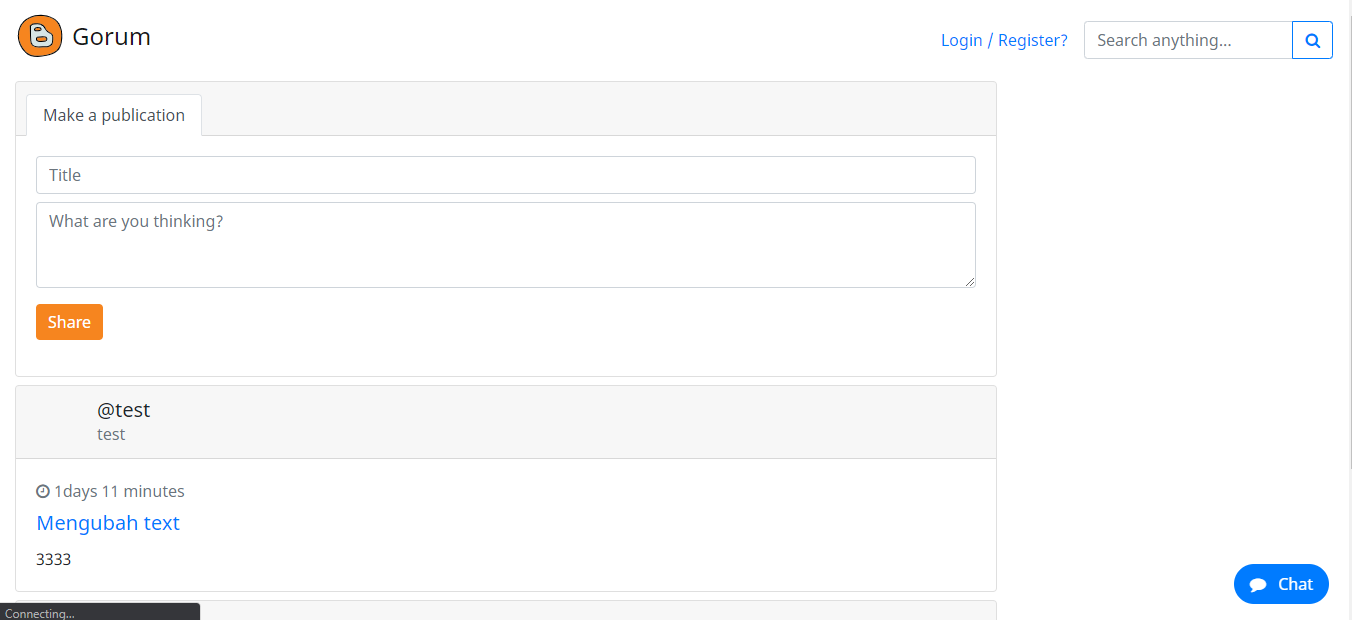 Gorum
Login / Register?
Search anything...
Make a publication
Title
What are you thinking?
Share
@test
test
1days 11 minutes
Mengubah text
3333
Chat
Connecting...